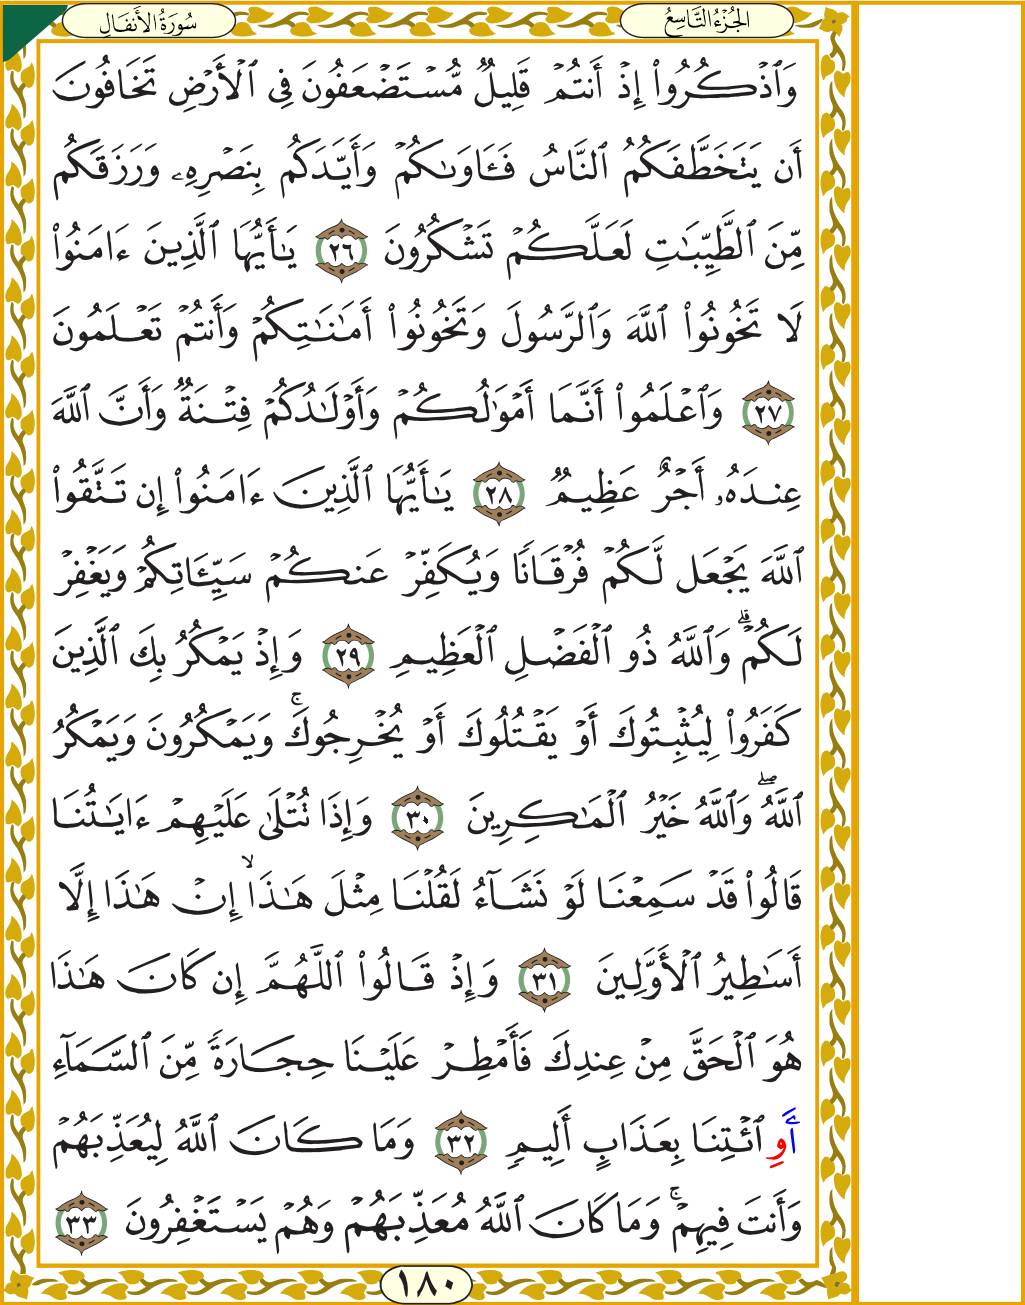 الجُزْءُ التَّاسِعُ
سُورَةُ الأَنفَالِ
وَٱذۡكُرُوٓاْ إِذۡ أَنتُمۡ قَلِيلٞ مُّسۡتَضۡعَفُونَ فِي ٱلۡأَرۡضِ تَخَافُونَ
أَن يَتَخَطَّفَكُمُ ٱلنَّاسُ فَـَٔاوَىٰكُمۡ وَأَيَّدَكُم بِنَصۡرِهِۦ وَرَزَقَكُم
مِّنَ ٱلطَّيِّبَٰتِ لَعَلَّكُمۡ تَشۡكُرُونَ ٢٦ يَٰٓأَيُّهَا ٱلَّذِينَ ءَامَنُواْ
لَا تَخُونُواْ ٱللَّهَ وَٱلرَّسُولَ وَتَخُونُوٓاْ أَمَٰنَٰتِكُمۡ وَأَنتُمۡ تَعۡلَمُونَ
٢٧ وَٱعۡلَمُوٓاْ أَنَّمَآ أَمۡوَٰلُكُمۡ وَأَوۡلَٰدُكُمۡ فِتۡنَةٞ وَأَنَّ ٱللَّهَ
عِندَهُۥٓ أَجۡرٌ عَظِيمٞ ٢٨ يَٰٓأَيُّهَا ٱلَّذِينَ ءَامَنُوٓاْ إِن تَتَّقُواْ
ٱللَّهَ يَجۡعَل لَّكُمۡ فُرۡقَانٗا وَيُكَفِّرۡ عَنكُمۡ سَيِّـَٔاتِكُمۡ وَيَغۡفِرۡ
لَكُمۡۗ وَٱللَّهُ ذُو ٱلۡفَضۡلِ ٱلۡعَظِيمِ ٢٩ وَإِذۡ يَمۡكُرُ بِكَ ٱلَّذِينَ
كَفَرُواْ لِيُثۡبِتُوكَ أَوۡ يَقۡتُلُوكَ أَوۡ يُخۡرِجُوكَۚ وَيَمۡكُرُونَ وَيَمۡكُرُ
ٱللَّهُۖ وَٱللَّهُ خَيۡرُ ٱلۡمَٰكِرِينَ ٣٠ وَإِذَا تُتۡلَىٰ عَلَيۡهِمۡ ءَايَٰتُنَا
قَالُواْ قَدۡ سَمِعۡنَا لَوۡ نَشَآءُ لَقُلۡنَا مِثۡلَ هَٰذَآۙ إِنۡ هَٰذَآ إِلَّآ
أَسَٰطِيرُ ٱلۡأَوَّلِينَ ٣١ وَإِذۡ قَالُواْ ٱللَّهُمَّ إِن كَانَ هَٰذَا
هُوَ ٱلۡحَقَّ مِنۡ عِندِكَ فَأَمۡطِرۡ عَلَيۡنَا حِجَارَةٗ مِّنَ ٱلسَّمَآءِ
أَوِ ٱئۡتِنَا بِعَذَابٍ أَلِيمٖ ٣٢ وَمَا كَانَ ٱللَّهُ لِيُعَذِّبَهُمۡ
وَأَنتَ فِيهِمۡۚ وَمَا كَانَ ٱللَّهُ مُعَذِّبَهُمۡ وَهُمۡ يَسۡتَغۡفِرُونَ ٣٣
١٨٠